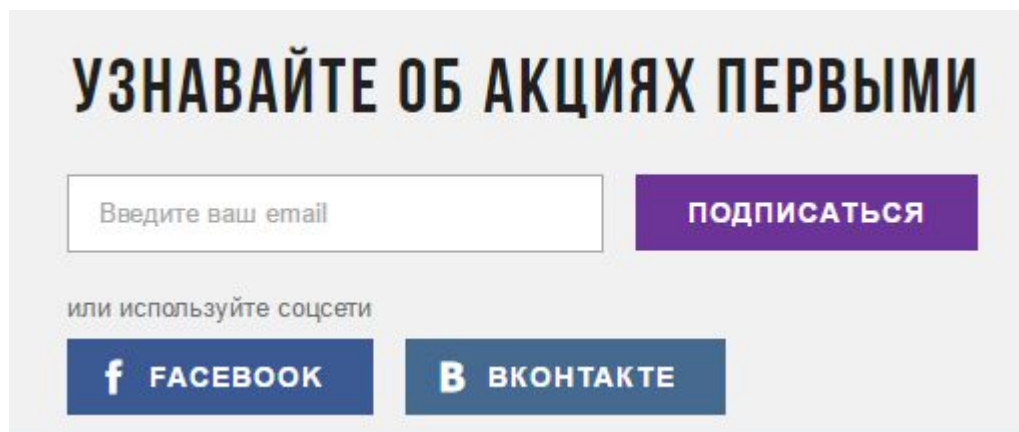 УЗНАВАЙТЕ ОБ АКЦИЯХ ПЕРВЫМИ
Введите ваш email
ПОДПИСАТЬСЯ
или используйте соцсети
f FACEBOOK
В ВКОНТАКТЕ